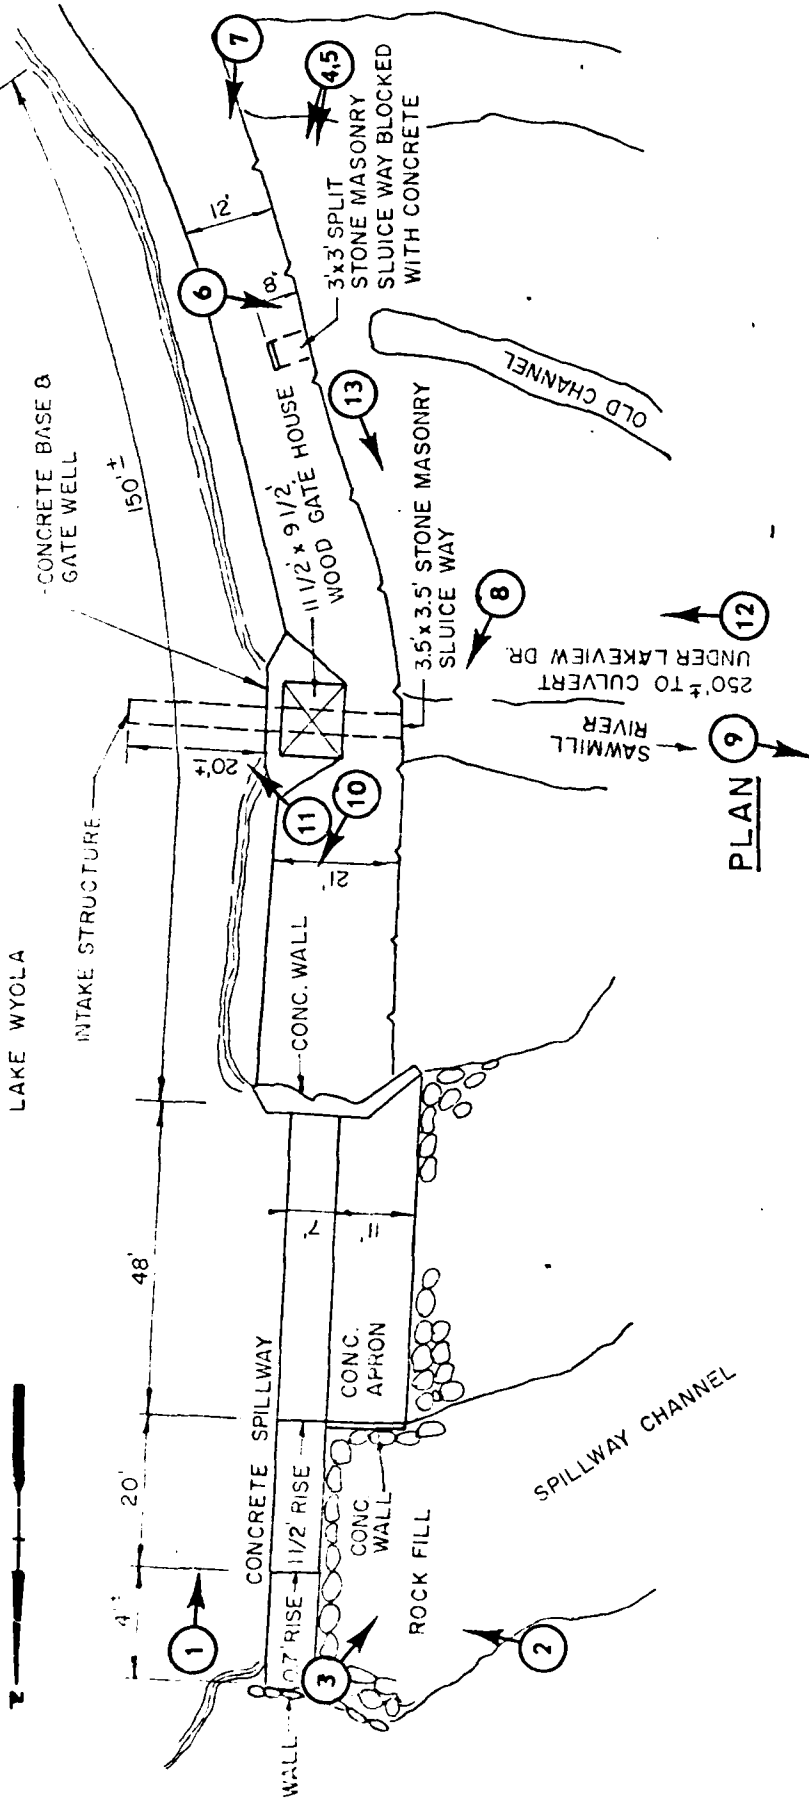 LAKE WYOLA
N
INTAKE STRUCTURE
CONCRETE BASE &
GATE WELL
150'±
48'
20'
4'±
20'±
12'
8'
21'
7'
11'
11 1/2' x 9 1/2'
WOOD GATE HOUSE
3'x3' SPLIT
STONE MASONRY
SLUICE WAY BLOCKED
WITH CONCRETE
3.5'x 3.5' STONE MASONRY
SLUICE WAY
OLD CHANNEL
CONC. WALL
CONCRETE SPILLWAY
CONC.
APRON
1 1/2' RISE
0.7' RISE
WALL
CONC.
WALL
ROCK FILL
SPILLWAY CHANNEL
SAWMILL
RIVER
250'± TO CULVERT
UNDER LAKEVIEW DR.
PLAN
1
2
3
4,5
6
7
8
9
10
11
12
13